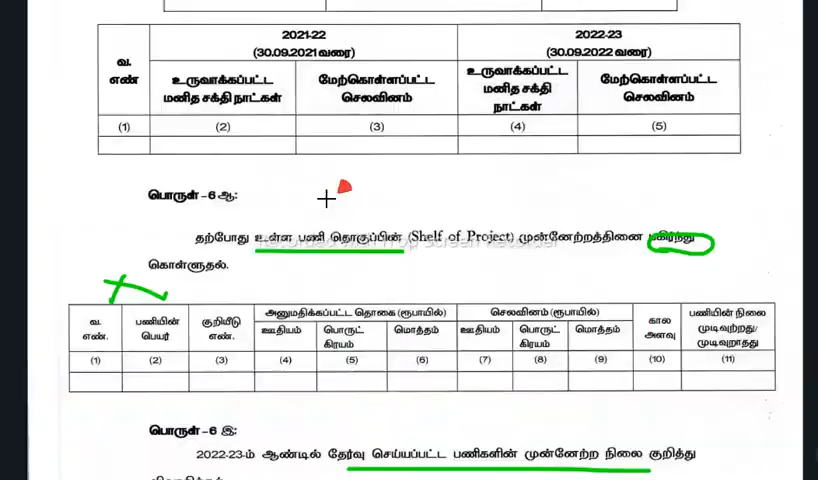 2021-22
(30.09.2021 வரை)
2022-23
(30.09.2022 வரை)
வ.
எண்
உருவாக்கப்பட்ட
மனித சக்தி நாட்கள்
மேற்கொள்ளப்பட்ட
செலவினம்
உருவாக்கப்பட்ட
மனித சக்தி
நாட்கள்
மேற்கொள்ளப்பட்ட
செலவினம்
(1) (2) (3) (4) (5)
பொருள் -6 ஆ:
தற்போது உள்ள பணி தொகுப்பின் (Shelf of Project) முன்னேற்றத்தினை பகிர்ந்து
கொள்ளுதல்.
வ.
எண்.
பணியின்
பெயர்
குறியீடு
எண்.
அனுமதிக்கப்பட்ட தொகை (ரூபாயில்)
ஊதியம்
பொருட்
கிரயம்
மொத்தம்
செலவினம் (ரூபாயில்)
ஊதியம்
பொருட்
கிரயம்
மொத்தம்
கால
அளவு
பணியின் நிலை
முடிவுற்றது/
முடிவுறாதது
(1) (2) (3) (4) (5) (6) (7) (8) (9) (10) (11)
பொருள் -6 இ:
2022-23-ம் ஆண்டில் தேர்வு செய்யப்பட்ட பணிகளின் முன்னேற்ற நிலை குறித்து